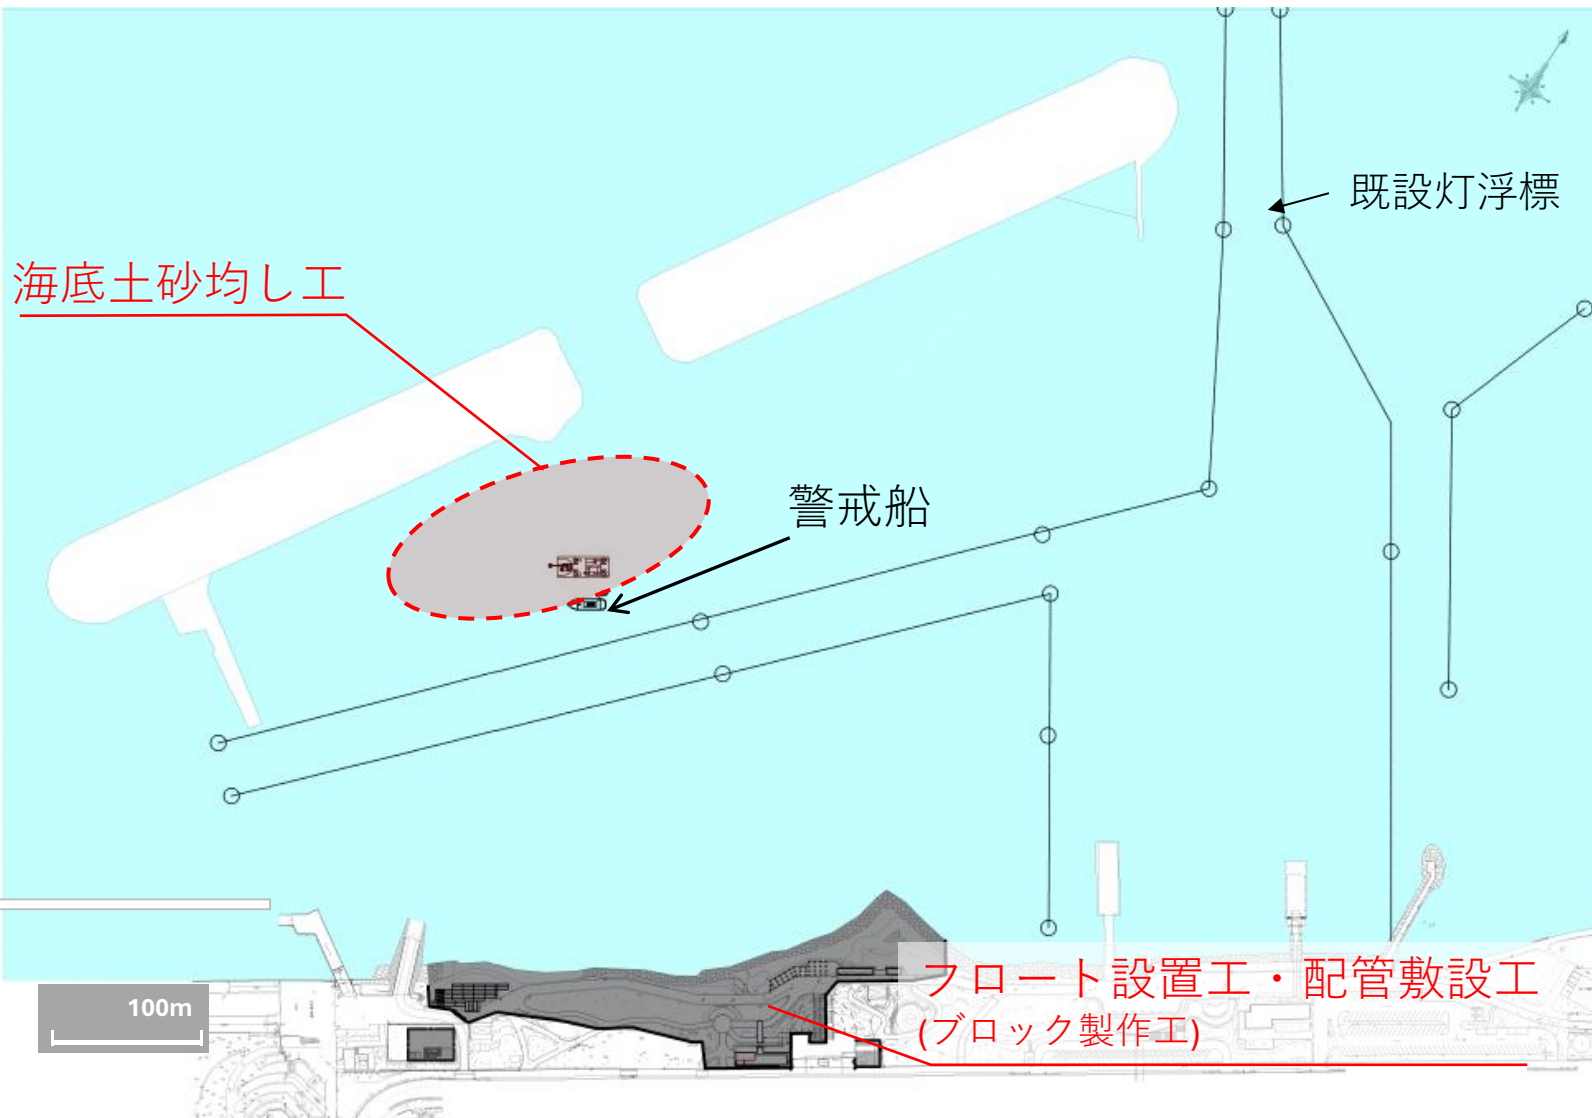 既設灯浮標
海底土砂均し工
警戒船
フロート設置工・配管敷設工
(ブロック製作工)
100m